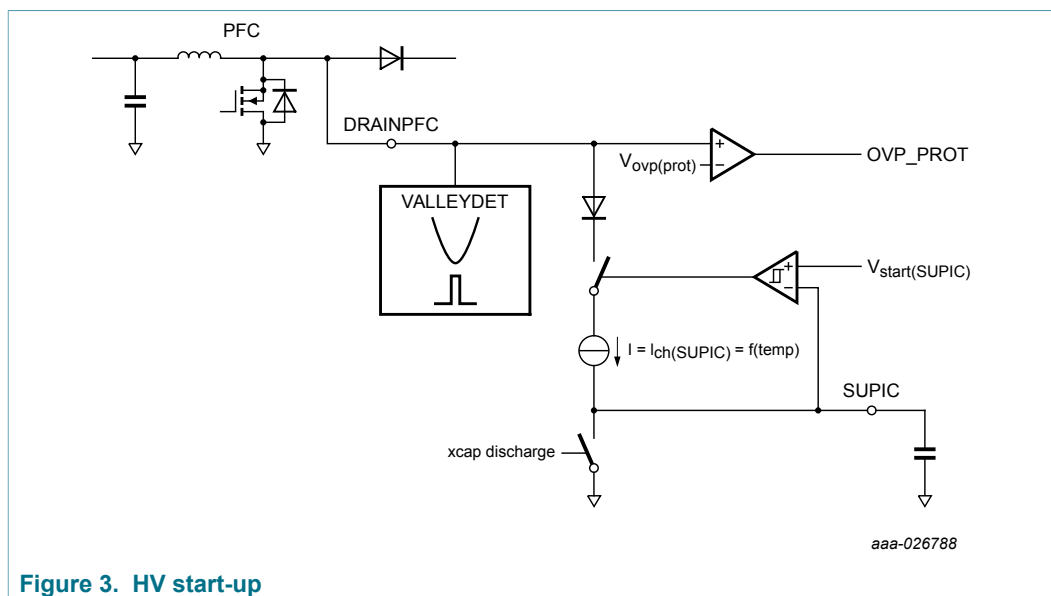 PFC
DRAINPFC
V_ovp(prot)
OVP_PROT
VALLEYDET
V_start(SUPIC)
I = I_ch(SUPIC) = f(temp)
SUPIC
xcap discharge
aaa-026788
Figure 3. HV start-up